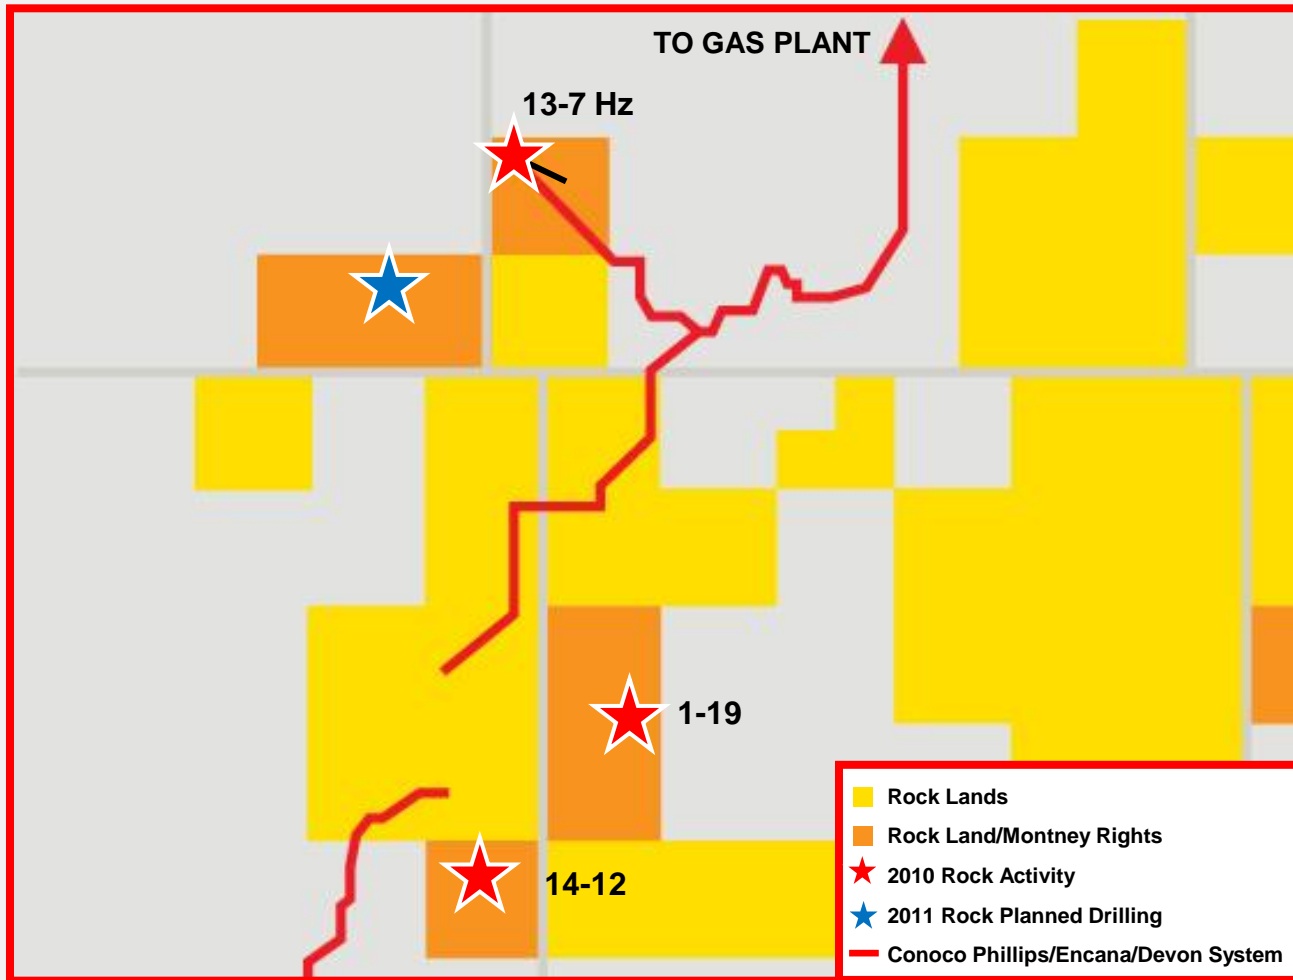 TO GAS PLANT
13-7 Hz
1-19
14-12
Rock Lands
Rock Land/Montney Rights
2010 Rock Activity
2011 Rock Planned Drilling
Conoco Phillips/Encana/Devon System